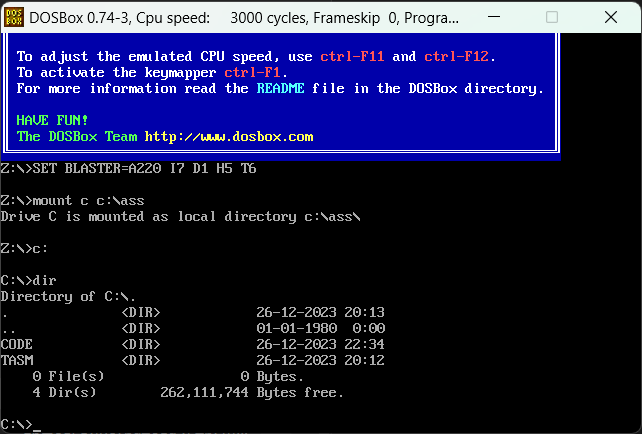 DOSBox 0.74-3, Cpu speed: 3000 cycles, Frameskip 0, Progra...
To adjust the emulated CPU speed, use ctrl-F11 and ctrl-F12.
To activate the keymapper ctrl-F1.
For more information read the README file in the DOSBox directory.
HAVE FUN!
The DOSBox Team http://www.dosbox.com
Z:\>SET BLASTER=A220 I7 D1 H5 T6
Z:\>mount c c:\ass
Drive C is mounted as local directory c:\ass\
Z:\>c:
C:\>dir
Directory of C:\.
. <DIR> 26-12-2023 20:13
.. <DIR> 01-01-1980 0:00
CODE <DIR> 26-12-2023 22:34
TASM <DIR> 26-12-2023 20:12
0 File(s) 0 Bytes.
4 Dir(s) 262,111,744 Bytes free.
C:\>_